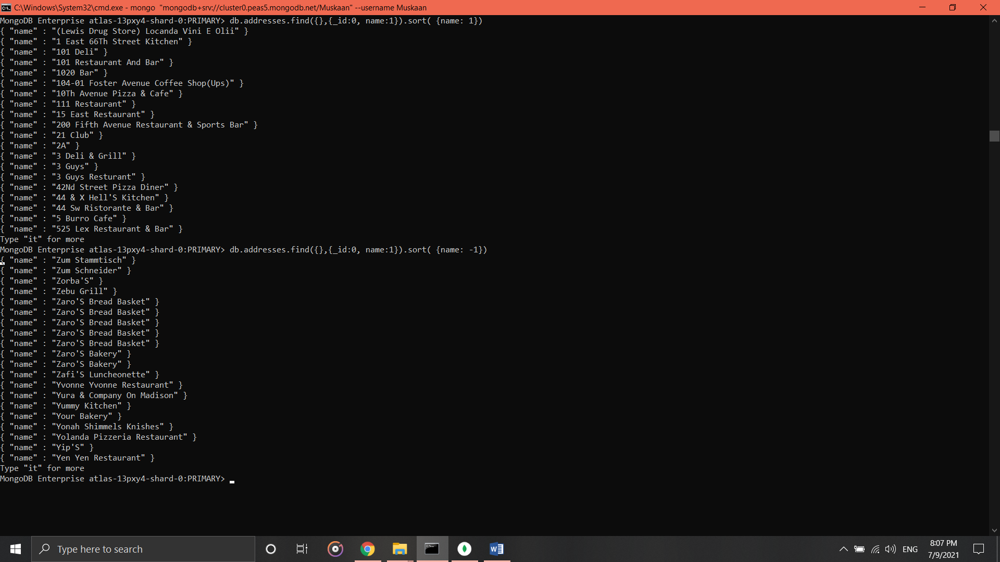 C:\Windows\System32\cmd.exe - mongo  "mongodb+srv://cluster0.peas5.mongodb.net/Muskaan" --username Muskaan
MongoDB Enterprise atlas-13pxy4-shard-0:PRIMARY> db.addresses.find({},{_id:0, name:1}).sort( {name: 1})
{ "name" : "(Lewis Drug Store) Locanda Vini E Olii" }
{ "name" : "1 East 66Th Street Kitchen" }
{ "name" : "101 Deli" }
{ "name" : "101 Restaurant And Bar" }
{ "name" : "1020 Bar" }
{ "name" : "104-01 Foster Avenue Coffee Shop(Ups)" }
{ "name" : "10Th Avenue Pizza & Cafe" }
{ "name" : "111 Restaurant" }
{ "name" : "15 East Restaurant" }
{ "name" : "200 Fifth Avenue Restaurant & Sports Bar" }
{ "name" : "21 Club" }
{ "name" : "2A" }
{ "name" : "3 Deli & Grill" }
{ "name" : "3 Guys" }
{ "name" : "3 Guys Resturant" }
{ "name" : "42Nd Street Pizza Diner" }
{ "name" : "44 & X Hell'S Kitchen" }
{ "name" : "44 Sw Ristorante & Bar" }
{ "name" : "5 Burro Cafe" }
{ "name" : "525 Lex Restaurant & Bar" }
Type "it" for more
MongoDB Enterprise atlas-13pxy4-shard-0:PRIMARY> db.addresses.find({},{_id:0, name:1}).sort( {name: -1})
{ "name" : "Zum Stammtisch" }
{ "name" : "Zum Schneider" }
{ "name" : "Zorba'S" }
{ "name" : "Zebu Grill" }
{ "name" : "Zaro'S Bread Basket" }
{ "name" : "Zaro'S Bread Basket" }
{ "name" : "Zaro'S Bread Basket" }
{ "name" : "Zaro'S Bread Basket" }
{ "name" : "Zaro'S Bread Basket" }
{ "name" : "Zaro'S Bakery" }
{ "name" : "Zaro'S Bakery" }
{ "name" : "Zafi'S Luncheonette" }
{ "name" : "Yvonne Yvonne Restaurant" }
{ "name" : "Yura & Company On Madison" }
{ "name" : "Yummy Kitchen" }
{ "name" : "Your Bakery" }
{ "name" : "Yonah Shimmels Knishes" }
{ "name" : "Yolanda Pizzeria Restaurant" }
{ "name" : "Yip'S" }
{ "name" : "Yen Yen Restaurant" }
Type "it" for more
MongoDB Enterprise atlas-13pxy4-shard-0:PRIMARY>
Type here to search
ENG
8:07 PM
7/9/2021